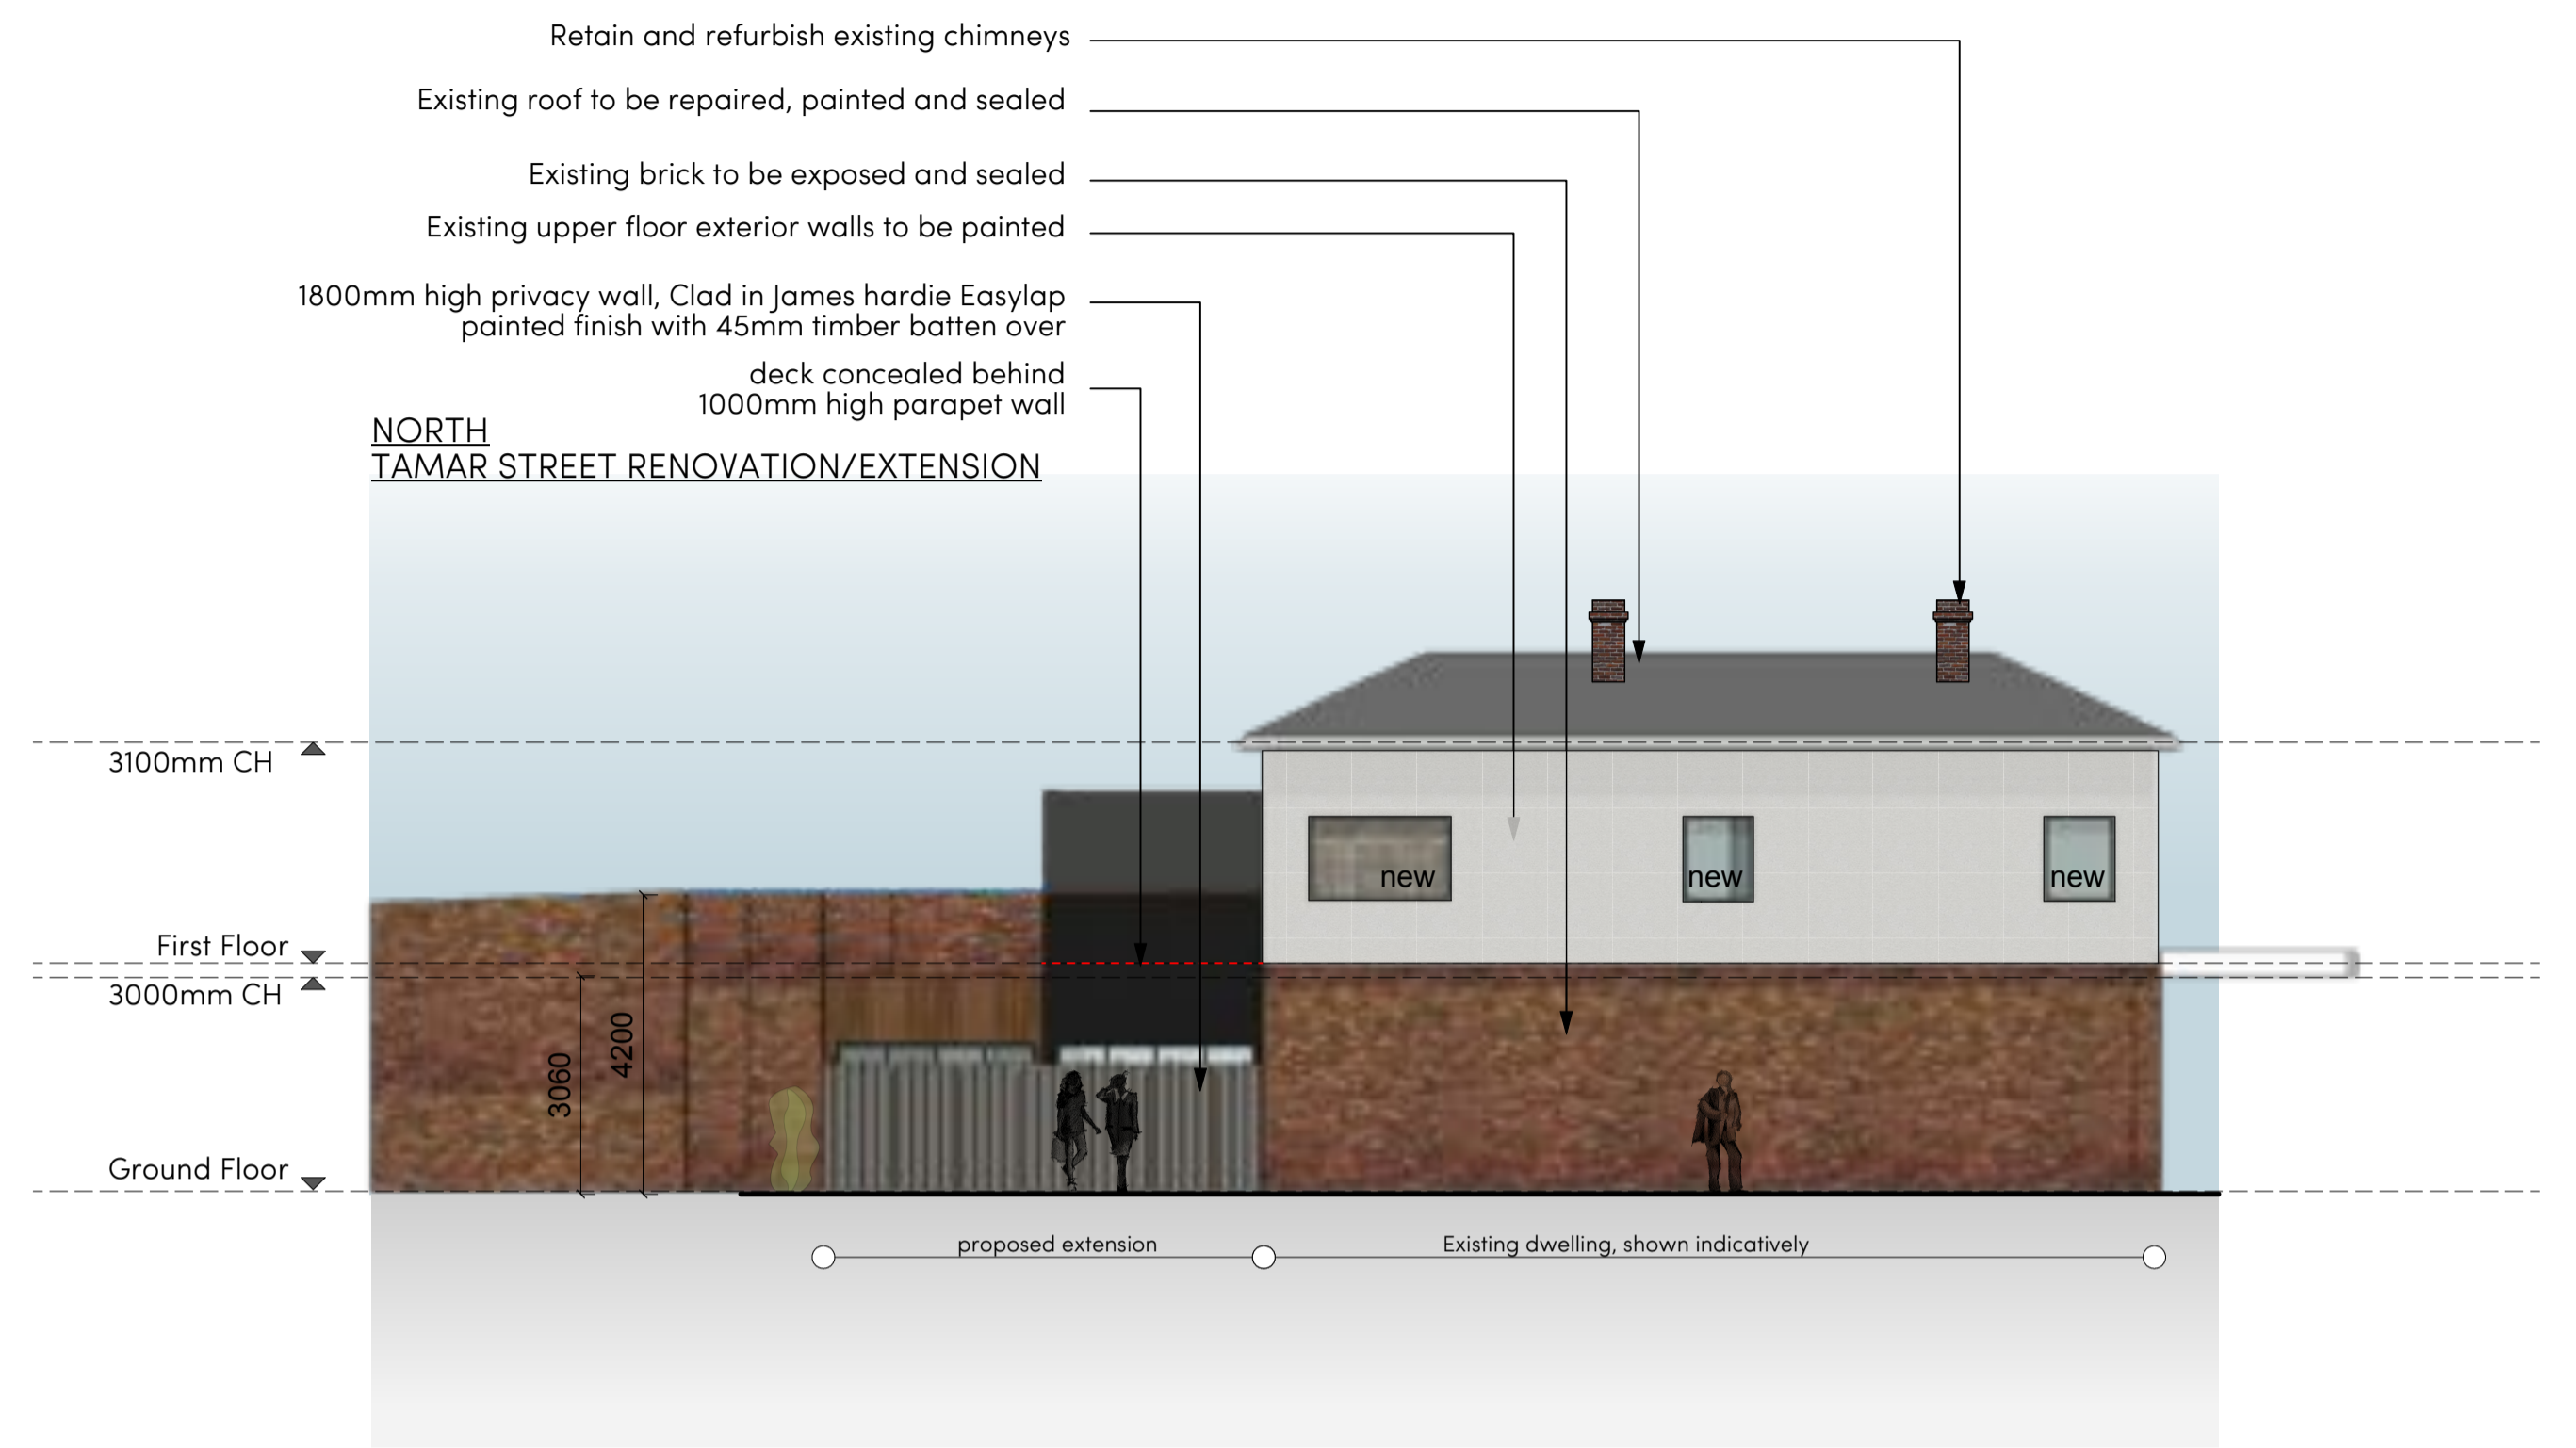 Retain and refurbish existing chimneys
Existing roof to be repaired, painted and sealed
Existing brick to be exposed and sealed
Existing upper floor exterior walls to be painted
1800mm high privacy wall, Clad in James hardie Easylap
painted finish with 45mm timber batten over
deck concealed behind
1000mm high parapet wall
NORTH
TAMAR STREET RENOVATION/EXTENSION
3100mm CH
new
new
new
First Floor
3000mm CH
3060
4200
Ground Floor
proposed extension
Existing dwelling, shown indicatively